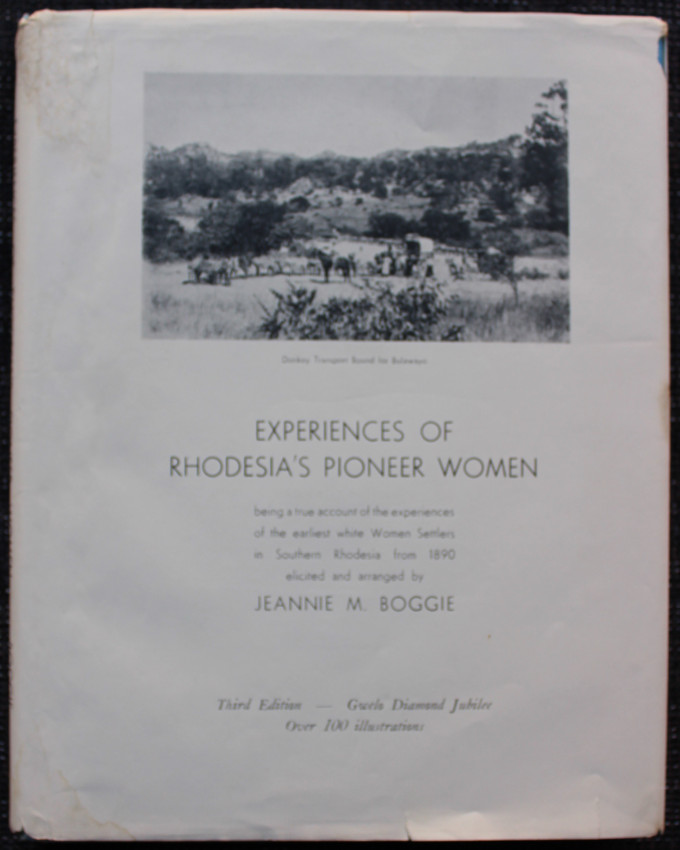 Donkey Transport Bound for Bulawayo
EXPERIENCES OF
RHODESIA'S PIONEER WOMEN
being a true account of the experiences
of the earliest white Women Settlers
in Southern Rhodesia from 1890
elicited and arranged by
JEANNIE M. BOGGIE
Third Edition — Gwelo Diamond Jubilee
Over 100 illustrations